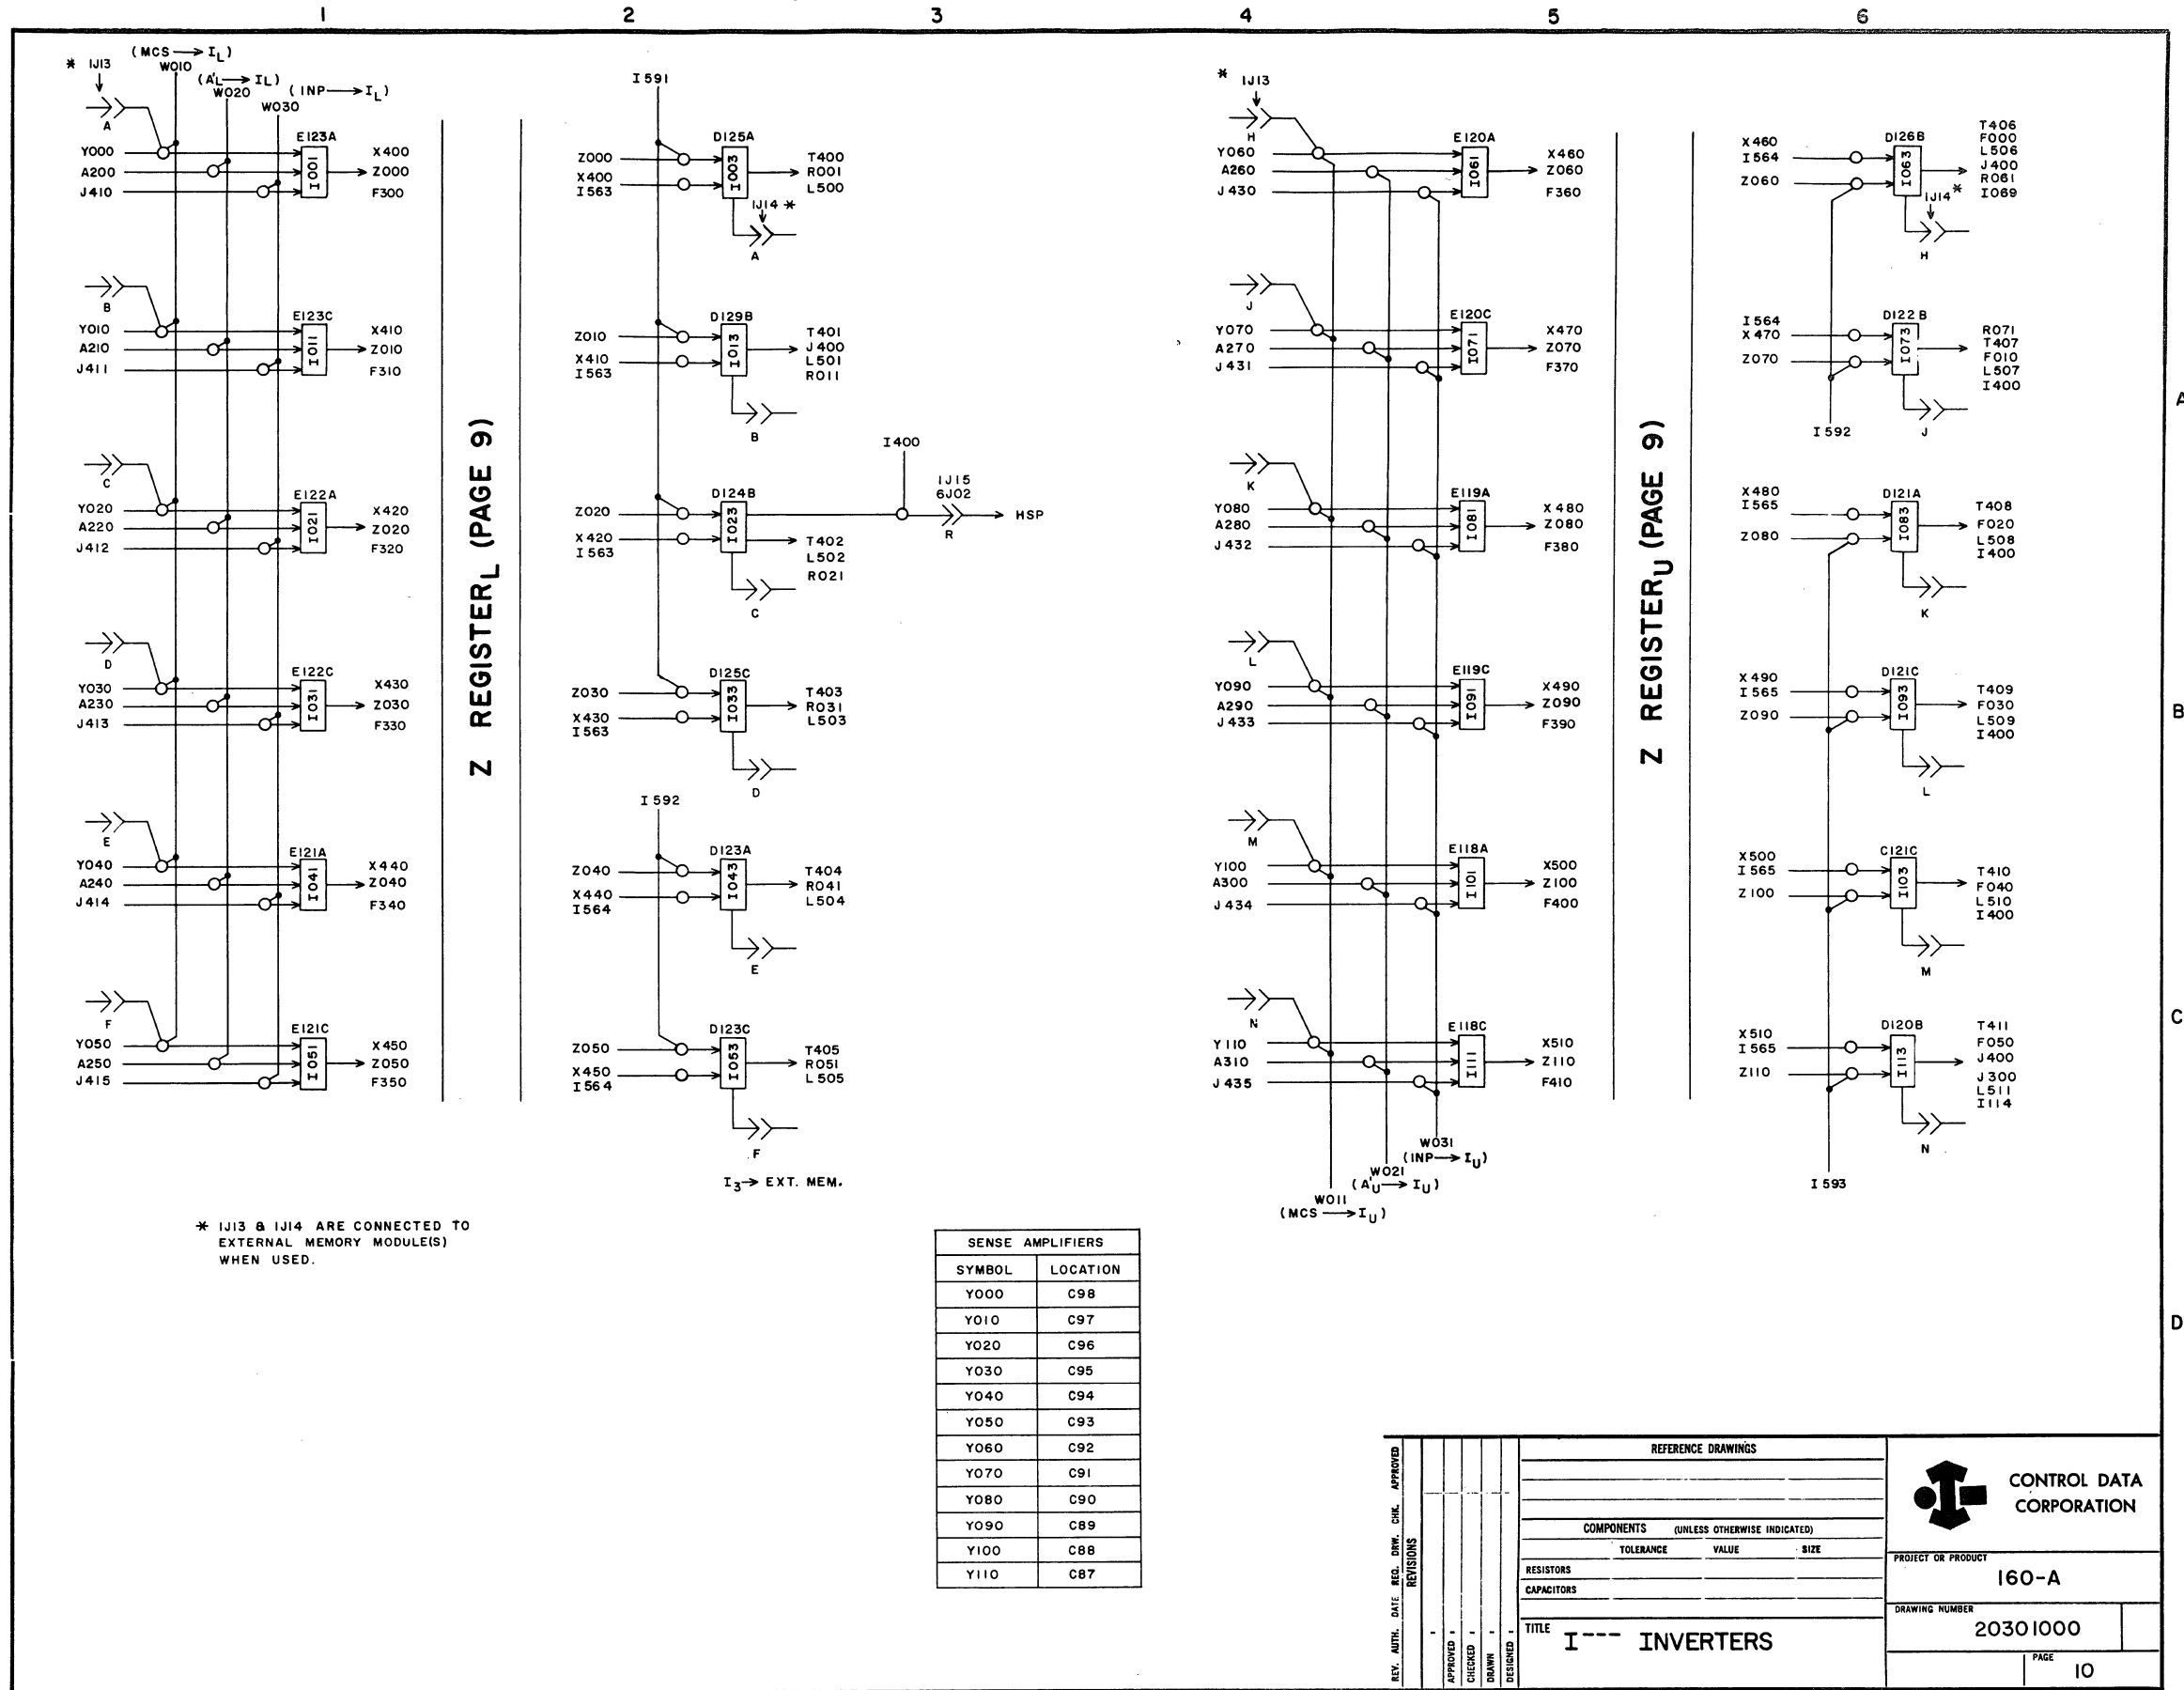 1 2 3 4 5 6
(MCS → I_L)
* 1J13
W010
(A'_L → I_L)
W020
(INP → I_L)
W030
A
E123A
Y000
A200
J410
I001
X400
Z000
F300
B
E123C
Y010
A210
J411
I011
X410
Z010
F310
C
E122A
Y020
A220
J412
I021
X420
Z020
F320
D
E122C
Y030
A230
J413
I031
X430
Z030
F330
E
E121A
Y040
A240
J414
I041
X440
Z040
F340
F
E121C
Y050
A250
J415
I051
X450
Z050
F350
Z REGISTER_L (PAGE 9)
I591
D125A
Z000
X400
I563
I003
T400
R001
L500
1J14 *
A
D129B
Z010
X410
I563
I013
T401
J400
L501
R011
B
I400
1J15
6J02
HSP
R
D124B
Z020
X420
I563
I023
T402
L502
R021
C
D125C
Z030
X430
I563
I033
T403
R031
L503
D
I592
D123A
Z040
X440
I564
I043
T404
R041
L504
E
D123C
Z050
X450
I564
I053
T405
R051
L505
F
I3 → EXT. MEM.
* 1J13
H
E120A
Y060
A260
J430
I061
X460
Z060
F360
J
E120C
Y070
A270
J431
I071
X470
Z070
F370
K
E119A
Y080
A280
J432
I081
X480
Z080
F380
L
E119C
Y090
A290
J433
I091
X490
Z090
F390
M
E118A
Y100
A300
J434
I101
X500
Z100
F400
N
E118C
Y110
A310
J435
I111
X510
Z110
F410
W031
(INP → I_U)
W021
(A'_U → I_U)
W011
(MCS → I_U)
Z REGISTER_U (PAGE 9)
X460
I564
Z060
D126B
I063
T406
F000
L506
J400
R061
I069
1J14 *
H
I564
X470
Z070
D122B
I073
R071
T407
F010
L507
I400
I592
J
X480
I565
Z080
D121A
I083
T408
F020
L508
I400
K
X490
I565
Z090
D121C
I093
T409
F030
L509
I400
L
X500
I565
Z100
C121C
I103
T410
F040
L510
I400
M
X510
I565
Z110
D120B
I113
T411
F050
J400
J300
L511
I114
N
I593
A
B
C
D
* 1J13 & 1J14 ARE CONNECTED TO
EXTERNAL MEMORY MODULE(S)
WHEN USED.
SENSE AMPLIFIERS
SYMBOL LOCATION
Y000 C98
Y010 C97
Y020 C96
Y030 C95
Y040 C94
Y050 C93
Y060 C92
Y070 C91
Y080 C90
Y090 C89
Y100 C88
Y110 C87
REV. AUTH. DATE REQ. DRW. CHK. APPROVED
REVISIONS
APPROVED
CHECKED
DRAWN
DESIGNED
REFERENCE DRAWINGS
COMPONENTS (UNLESS OTHERWISE INDICATED)
TOLERANCE VALUE SIZE
RESISTORS
CAPACITORS
TITLE I--- INVERTERS
CONTROL DATA
CORPORATION
PROJECT OR PRODUCT
160-A
DRAWING NUMBER
20301000
PAGE
10